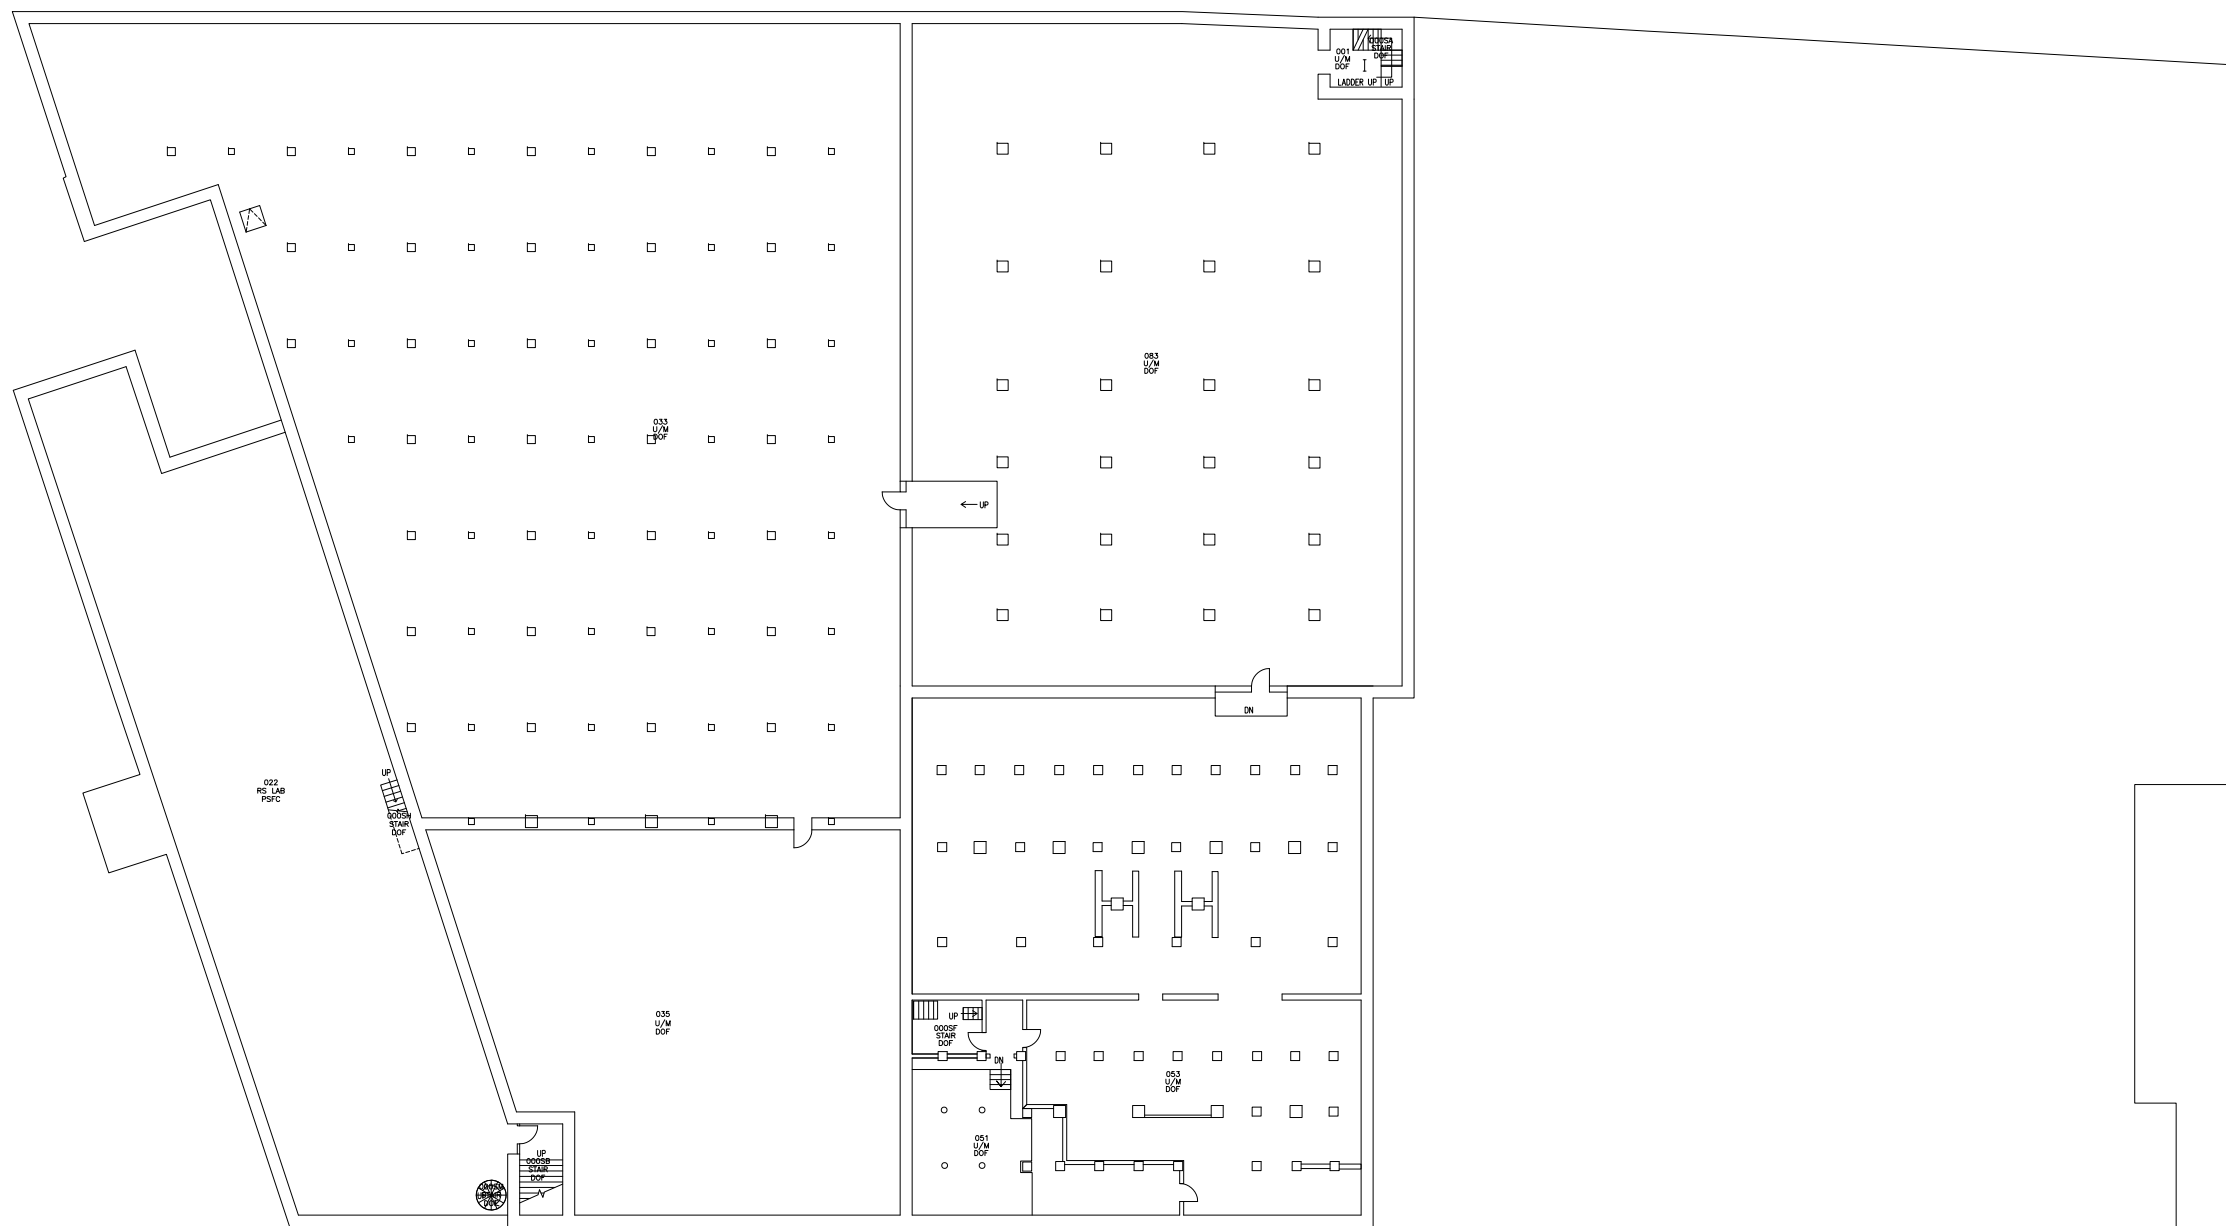 001
U/M
DOF
000SA
STAIR
DOF
LADDER UP
UP
083
U/M
DOF
033
U/M
DOF
UP
DN
022
RS LAB
PSFC
UP
000SH
STAIR
DOF
035
U/M
DOF
UP
000SF
STAIR
DOF
DN
053
U/M
DOF
051
U/M
DOF
UP
000SB
STAIR
DOF
DOF